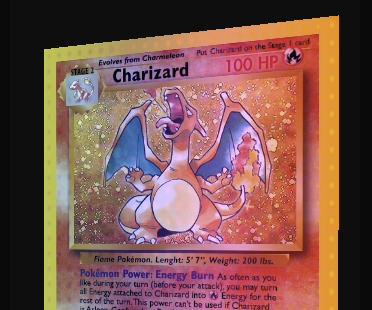 Evolves from Charmeleon
Put Charizard on the Stage 1 card
STAGE 2
Charizard
100 HP
Flame Pokémon. Lenght: 5' 7", Weight: 200 lbs.
Pokémon Power: Energy Burn As often as you
like during your turn (before your attack), you may turn
all Energy attached to Charizard into Energy for the
rest of the turn. This power can't be used if Charizard
is Asleep,